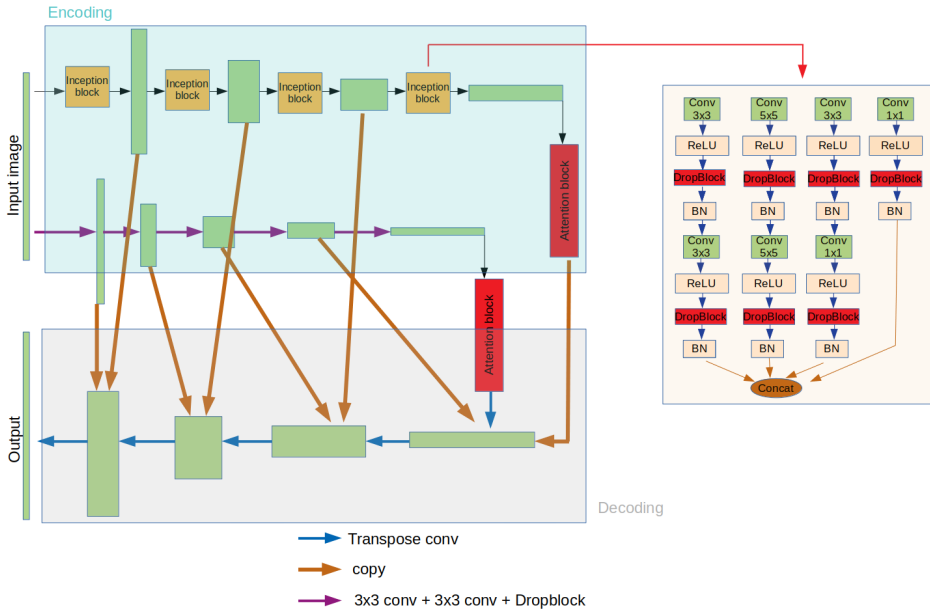 Encoding
Input image
Inception
block
Inception
block
Inception
block
Inception
block
Attention block
Attention block
Output
Decoding
Conv
3x3
Conv
5x5
Conv
3x3
Conv
1x1
ReLU
ReLU
ReLU
ReLU
DropBlock
DropBlock
DropBlock
DropBlock
BN
BN
BN
BN
Conv
3x3
Conv
5x5
Conv
1x1
ReLU
ReLU
ReLU
DropBlock
DropBlock
DropBlock
BN
BN
BN
Concat
Transpose conv
copy
3x3 conv + 3x3 conv + Dropblock